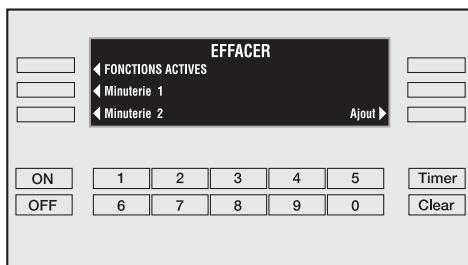 EFFACER
FONCTIONS ACTIVES
Minuterie 1
Minuterie 2 Ajout
ON 1 2 3 4 5 Timer
OFF 6 7 8 9 0 Clear